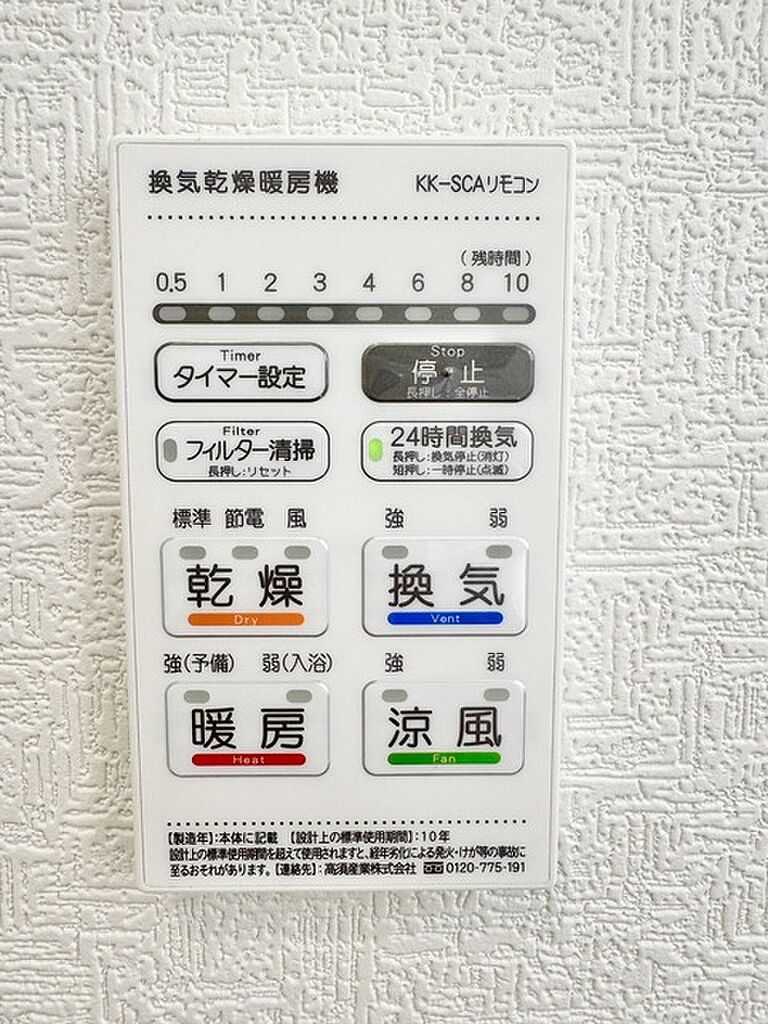 換気乾燥暖房機 KK-SCAリモコン
(残時間)
0.5 1 2 3 4 6 8 10
Timer
タイマー設定
Stop
停止
長押し:全停止
Filter
フィルター清掃
長押し:リセット
24時間換気
長押し:換気停止(消灯)
短押し:一時停止(点滅)
標準 節電 風
乾燥
Dry
強 弱
換気
Vent
強(予備) 弱(入浴)
暖房
Heat
強 弱
涼風
Fan
【製造年】:本体に記載 【設計上の標準使用期間】:10年
設計上の標準使用期間を超えて使用されますと、経年劣化による発火・けが等の事故に
至るおそれがあります。【連絡先】:高須産業株式会社 0120-775-191